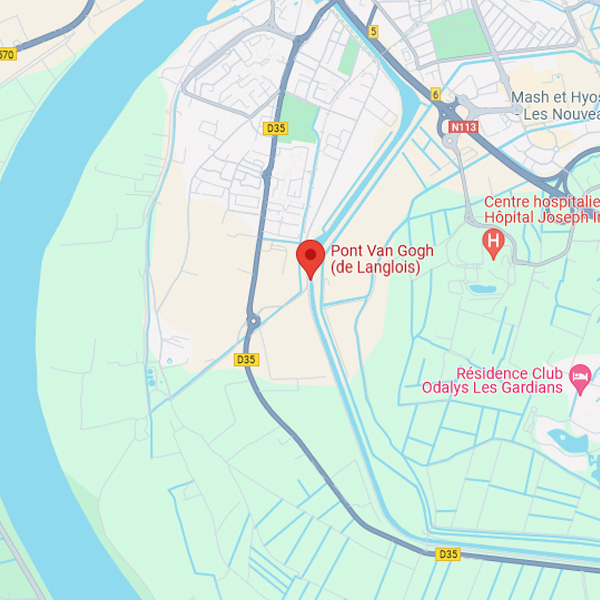 5
570
6
Mash et Hyos
- Les Nouvea
D35
N113
Centre hospitalie
Hôpital Joseph In
H
Pont Van Gogh
(de Langlois)
D35
Résidence Club
Odalys Les Gardians
D35